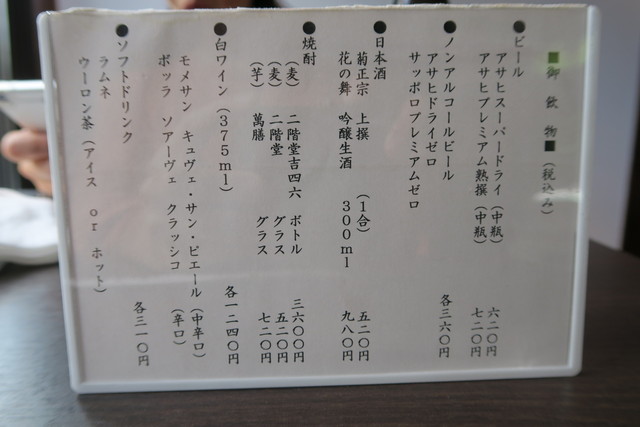 ■御飲物■（税込み）
●ビール
アサヒスーパードライ（中瓶） 六二〇円
アサヒプレミアム熟撰（中瓶） 七二〇円
●ノンアルコールビール 各三六〇円
アサヒドライゼロ
サッポロプレミアムゼロ
●日本酒
菊正宗 上撰 （1合） 五二〇円
花の舞 吟醸生酒 300ml 九八〇円
●焼酎
（麦） 二階堂吉四六 ボトル 三六〇〇円
（麦） 二階堂 グラス 五二〇円
（芋） 萬膳 グラス 七二〇円
●白ワイン（375ml） 各一二四〇円
モメサン キュヴェ・サン・ピエール（中辛口）
ボッラ ソアーヴェ クラッシコ （辛口）
●ソフトドリンク 各三一〇円
ラムネ
ウーロン茶（アイス or ホット）